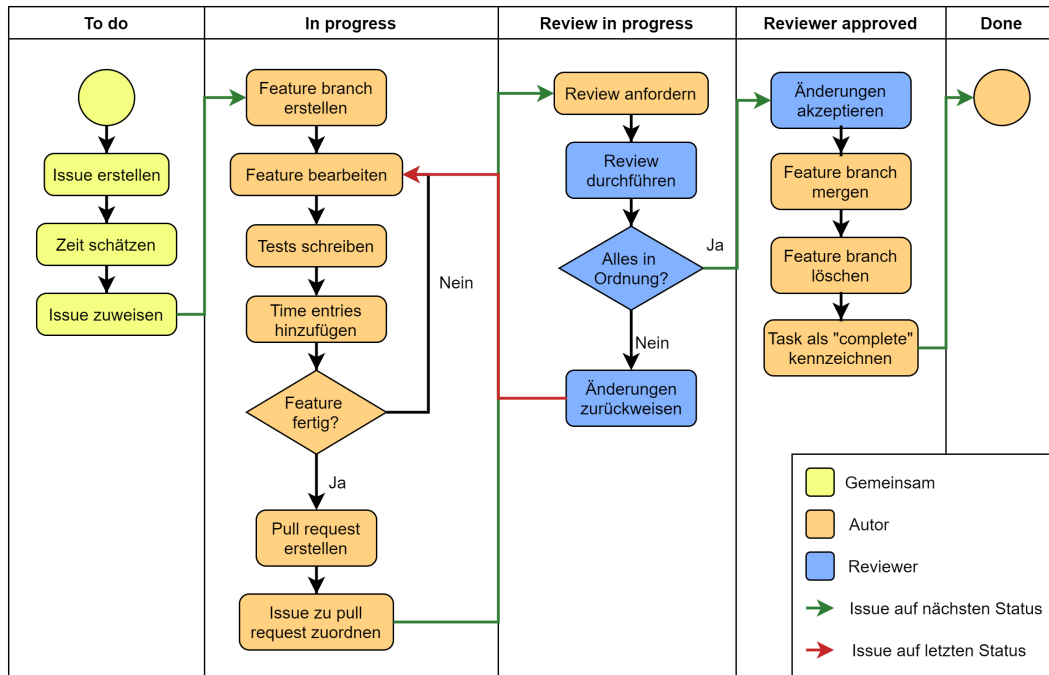 To do
In progress
Review in progress
Reviewer approved
Done
Issue erstellen
Zeit schätzen
Issue zuweisen
Feature branch
erstellen
Feature bearbeiten
Tests schreiben
Time entries
hinzufügen
Feature
fertig?
Nein
Ja
Pull request
erstellen
Issue zu pull
request zuordnen
Review anfordern
Review
durchführen
Alles in
Ordnung?
Ja
Nein
Änderungen
zurückweisen
Änderungen
akzeptieren
Feature branch
mergen
Feature branch
löschen
Task als "complete"
kennzeichnen
Gemeinsam
Autor
Reviewer
Issue auf nächsten Status
Issue auf letzten Status